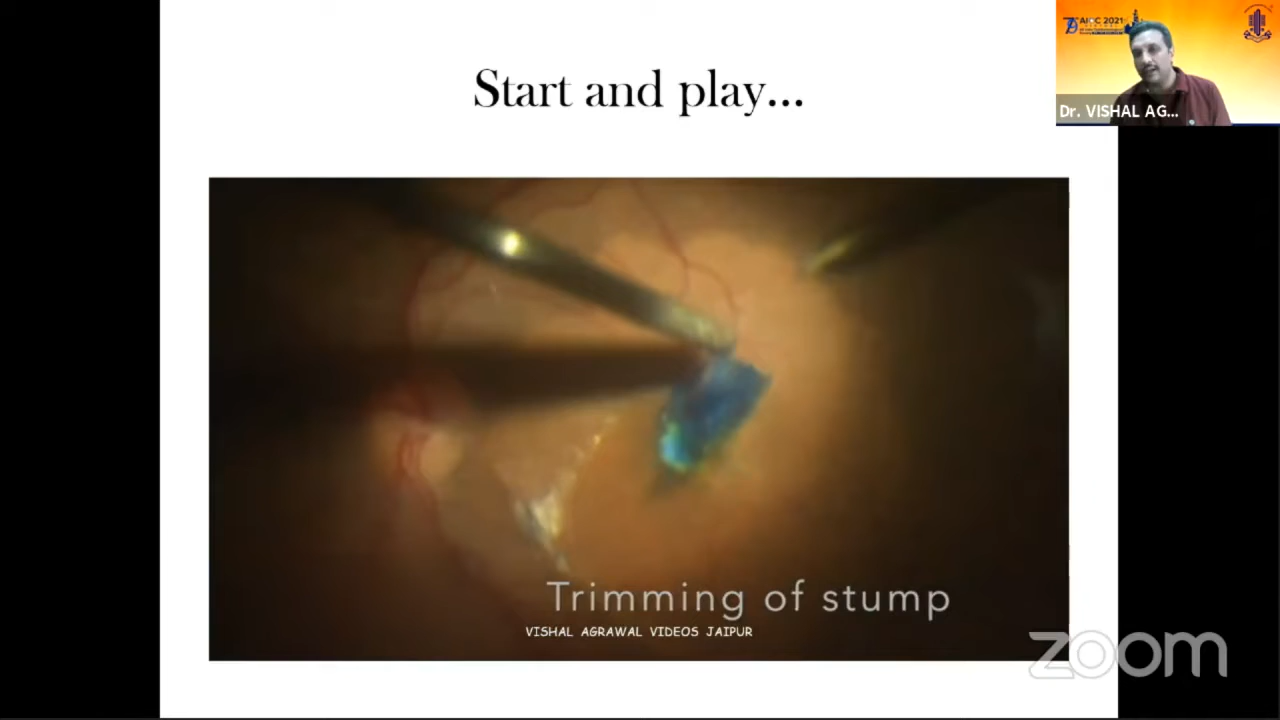 Start and play...
AIOC 2021
Dr. VISHAL AG...
Trimming of stump
VISHAL AGRAWAL VIDEOS JAIPUR
zoom